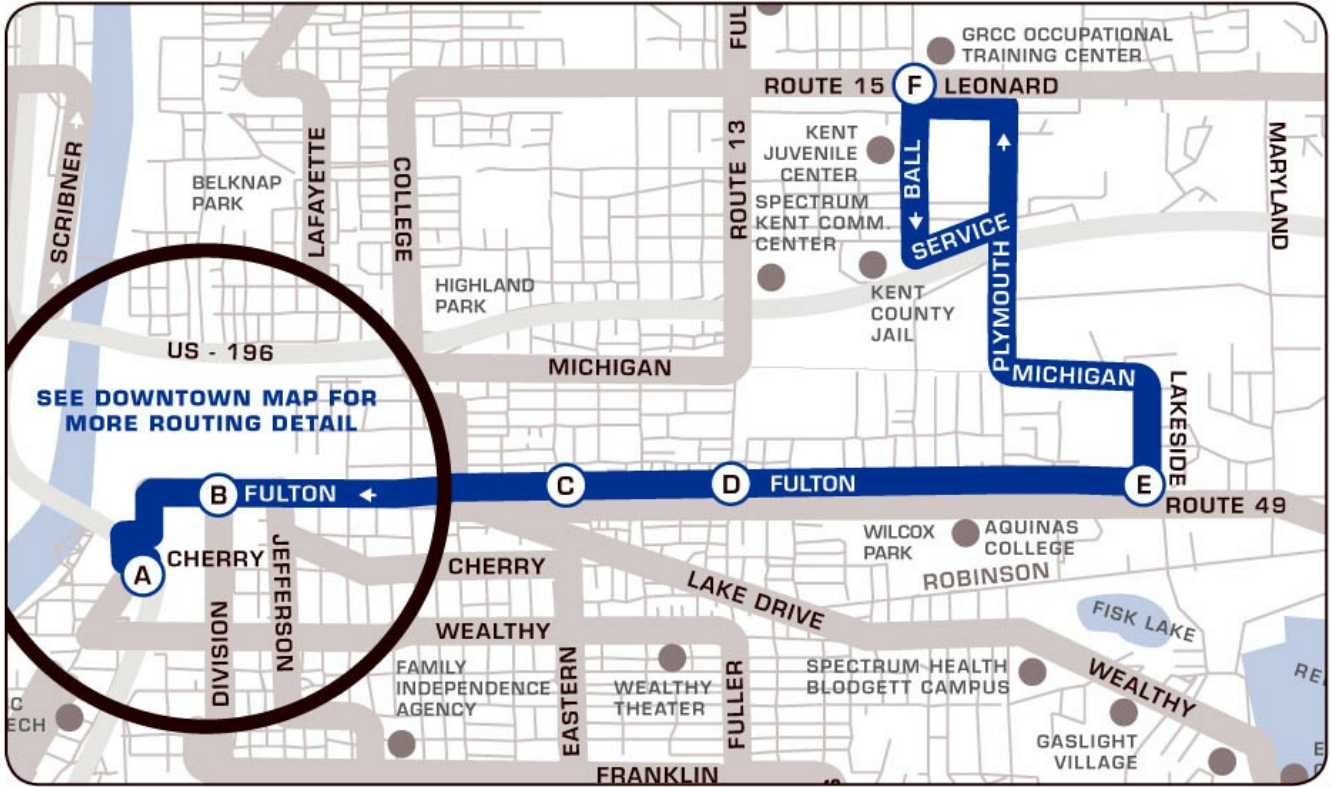 FUL
GRCC OCCUPATIONAL
TRAINING CENTER
ROUTE 15
F
LEONARD
SCRIBNER
BELKNAP
PARK
LAFAYETTE
COLLEGE
ROUTE 13
KENT
JUVENILE
CENTER
SPECTRUM
KENT COMM.
CENTER
BALL
SERVICE
MARYLAND
HIGHLAND
PARK
KENT
COUNTY
JAIL
PLYMOUTH
US - 196
MICHIGAN
MICHIGAN
LAKESIDE
SEE DOWNTOWN MAP FOR
MORE ROUTING DETAIL
B
FULTON
C
D
FULTON
E
ROUTE 49
A
CHERRY
JEFFERSON
CHERRY
WILCOX
PARK
AQUINAS
COLLEGE
ROBINSON
LAKE DRIVE
FISK LAKE
DIVISION
WEALTHY
FAMILY
INDEPENDENCE
AGENCY
EASTERN
WEALTHY
THEATER
FULLER
SPECTRUM HEALTH
BLODGETT CAMPUS
WEALTHY
GASLIGHT
VILLAGE
FRANKLIN
C
ECH
RE
E